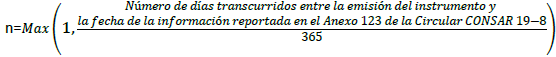 n=Max(1, Número de días transcurridos entre la emisión del instrumento y
la fecha de la información reportada en el Anexo 123 de la Circular CONSAR 19−8
365)